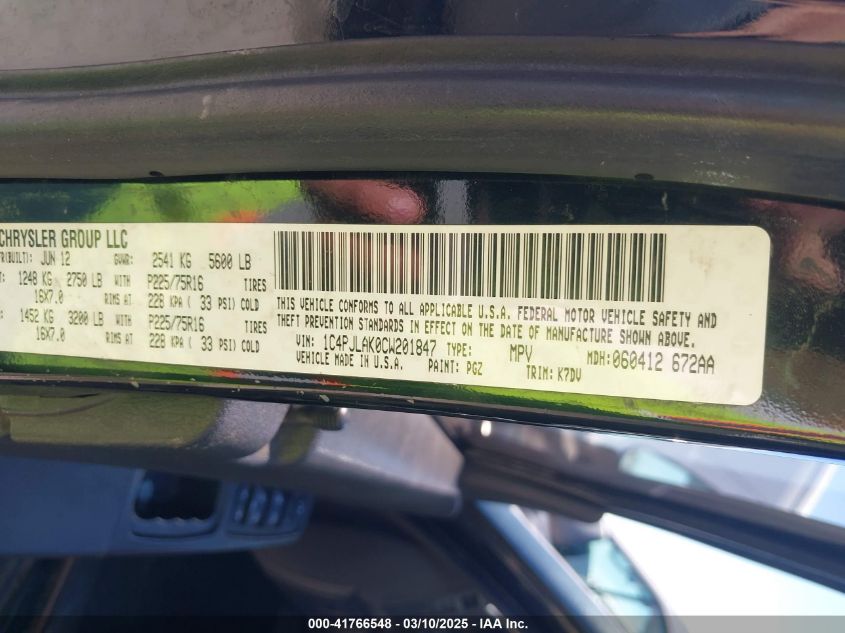 CHRYSLER GROUP LLC
R(BUILT): JUN 12 GVWR: 2541 KG 5600 LB
T: 1248 KG 2750 LB WITH P225/75R16 TIRES
16X7.0 RIMS AT 228 KPA ( 33 PSI) COLD
: 1452 KG 3200 LB WITH P225/75R16 TIRES
16X7.0 RIMS AT 228 KPA ( 33 PSI) COLD
THIS VEHICLE CONFORMS TO ALL APPLICABLE U.S.A. FEDERAL MOTOR VEHICLE SAFETY AND
THEFT PREVENTION STANDARDS IN EFFECT ON THE DATE OF MANUFACTURE SHOWN ABOVE.
VIN: 1C4PJLAK0CW201847 TYPE: MPV MDH:060412 672AA
VEHICLE MADE IN U.S.A. PAINT: PGZ TRIM: K7DV
000-41766548 — 03/10/2025 — IAA Inc.